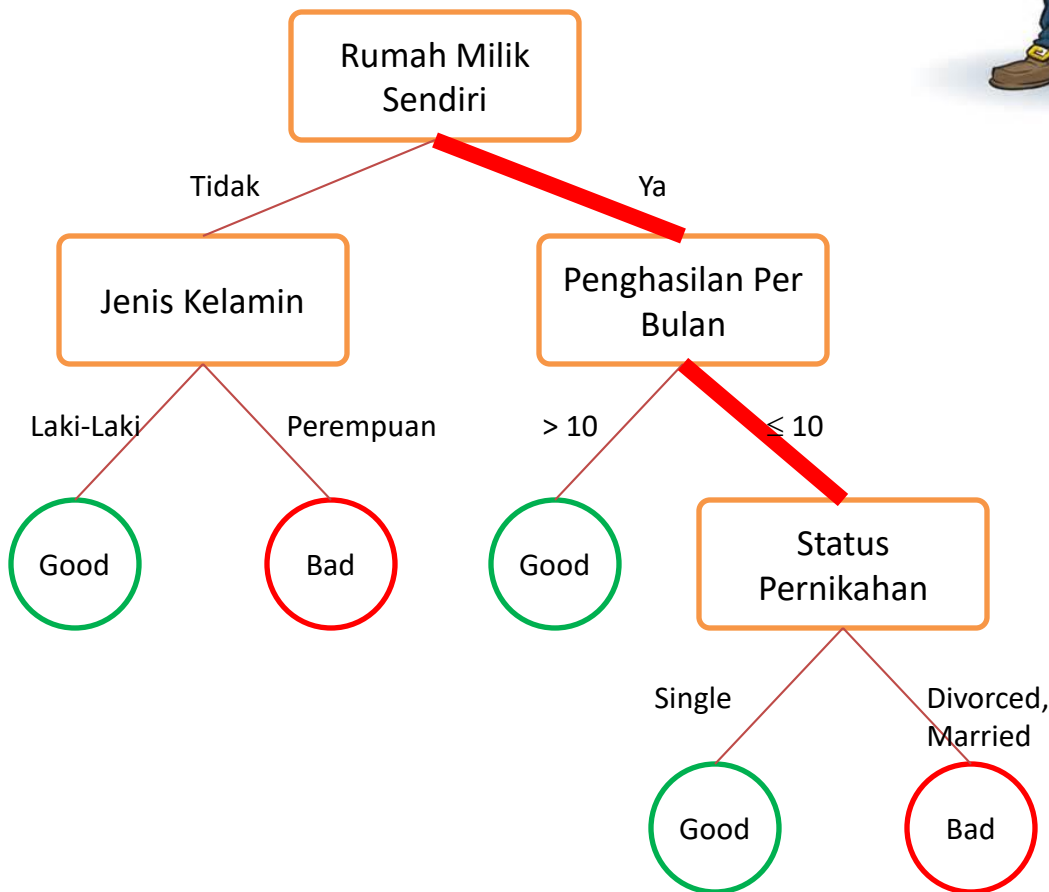 Rumah Milik
Sendiri
Tidak
Ya
Jenis Kelamin
Penghasilan Per
Bulan
Laki-Laki
Perempuan
> 10
≤ 10
Good
Bad
Good
Status
Pernikahan
Single
Divorced,
Married
Good
Bad